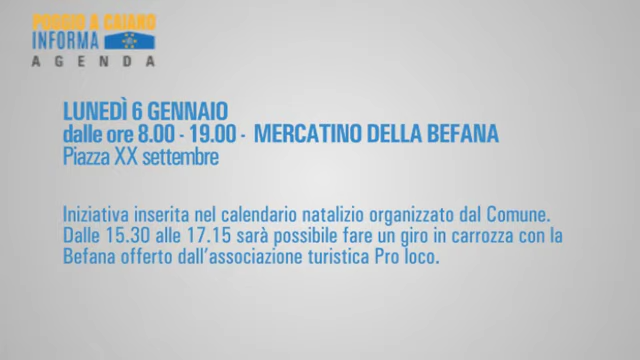 POGGIO A CAIANO
INFORMA
AGENDA
LUNEDÌ 6 GENNAIO
dalle ore 8.00 - 19.00 - MERCATINO DELLA BEFANA
Piazza XX settembre
Iniziativa inserita nel calendario natalizio organizzato dal Comune.
Dalle 15.30 alle 17.15 sarà possibile fare un giro in carrozza con la
Befana offerto dall'associazione turistica Pro loco.